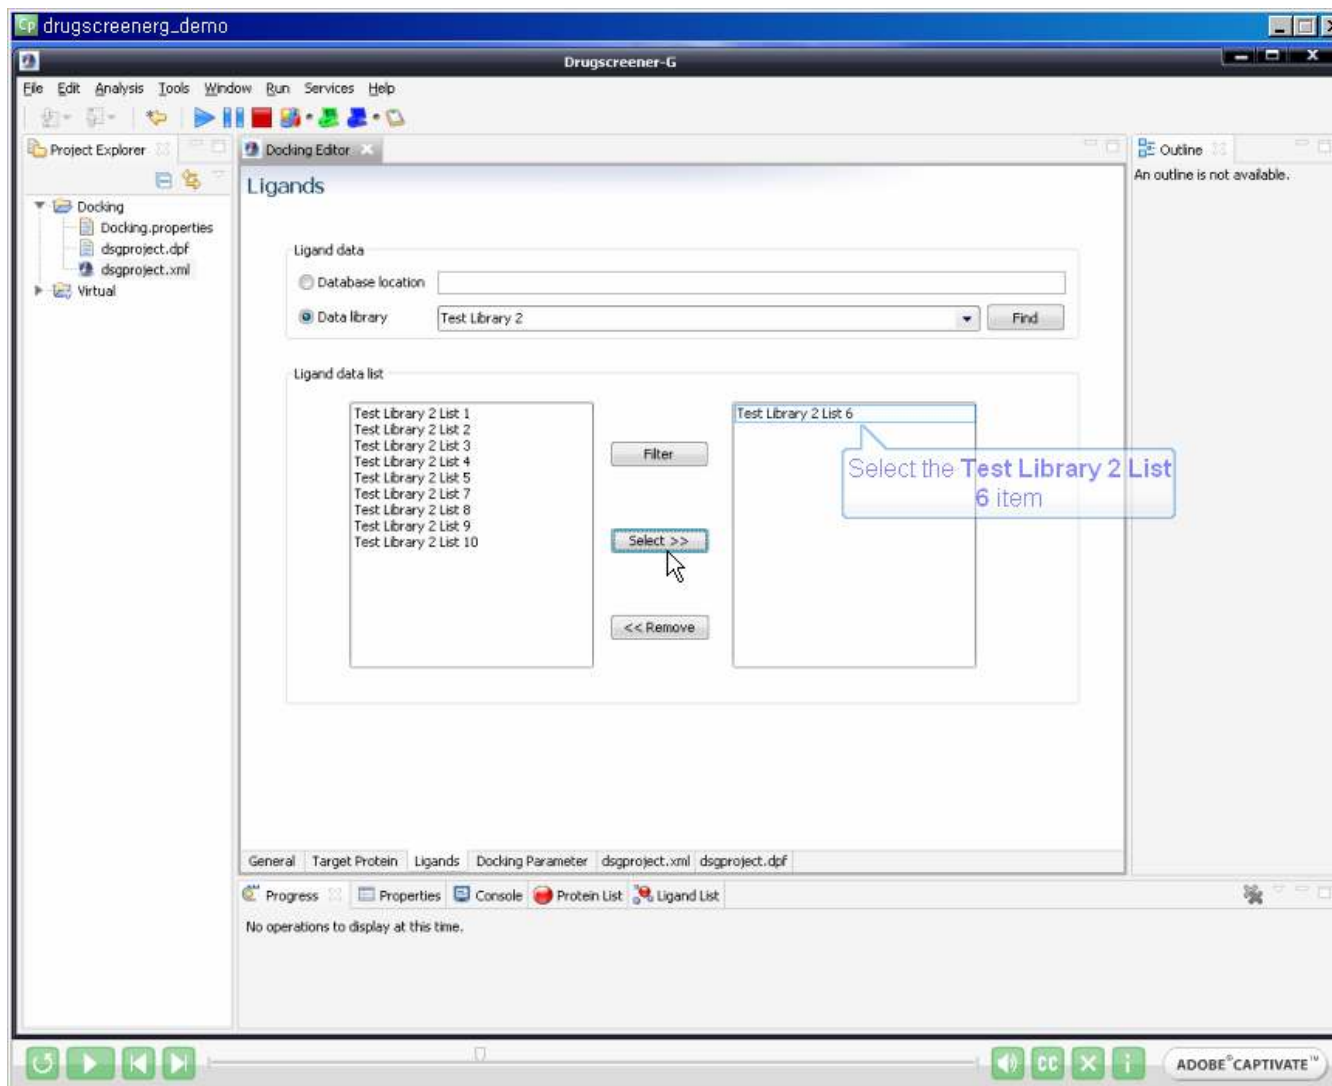 Cp drugscreenerg_demo
Drugscreener-G
File Edit Analysis Tools Window Run Services Help
Project Explorer
Docking
Docking.properties
dsgproject.dpf
dsgproject.xml
Virtual
Docking Editor
Ligands
Ligand data
Database location
Data library
Test Library 2
Find
Ligand data list
Test Library 2 List 1
Test Library 2 List 2
Test Library 2 List 3
Test Library 2 List 4
Test Library 2 List 5
Test Library 2 List 7
Test Library 2 List 8
Test Library 2 List 9
Test Library 2 List 10
Filter
Select >>
<< Remove
Test Library 2 List 6
Select the Test Library 2 List
6 item
General Target Protein Ligands Docking Parameter dsgproject.xml dsgproject.dpf
Outline
An outline is not available.
Progress Properties Console Protein List Ligand List
No operations to display at this time.
CC
i
ADOBE® CAPTIVATE™